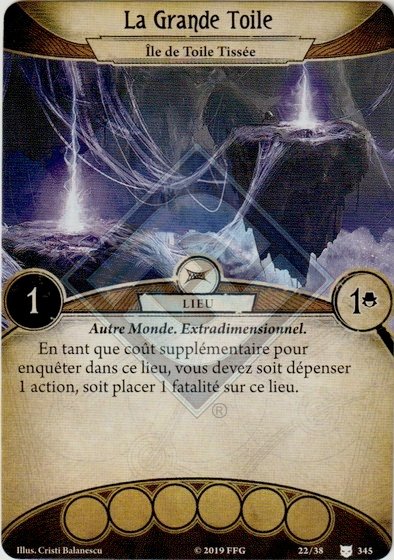 La Grande Toile
Île de Toile Tissée
1
LIEU
1
Autre Monde. Extradimensionnel.
En tant que coût supplémentaire pour
enquêter dans ce lieu, vous devez soit dépenser
1 action, soit placer 1 fatalité sur ce lieu.
®
Illus. Cristi Balanescu © 2019 FFG 22/38 345